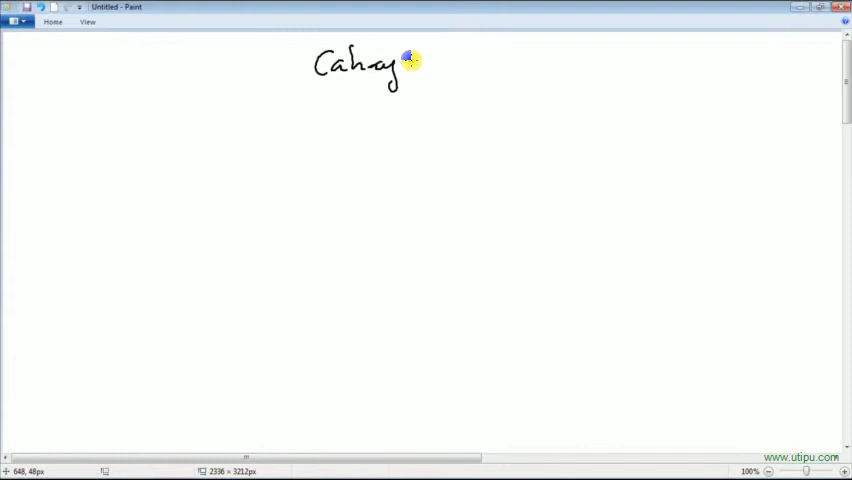 Untitled - Paint
Home View
Cahay
www.utipu.com
648, 48px 2336 × 3212px 100%